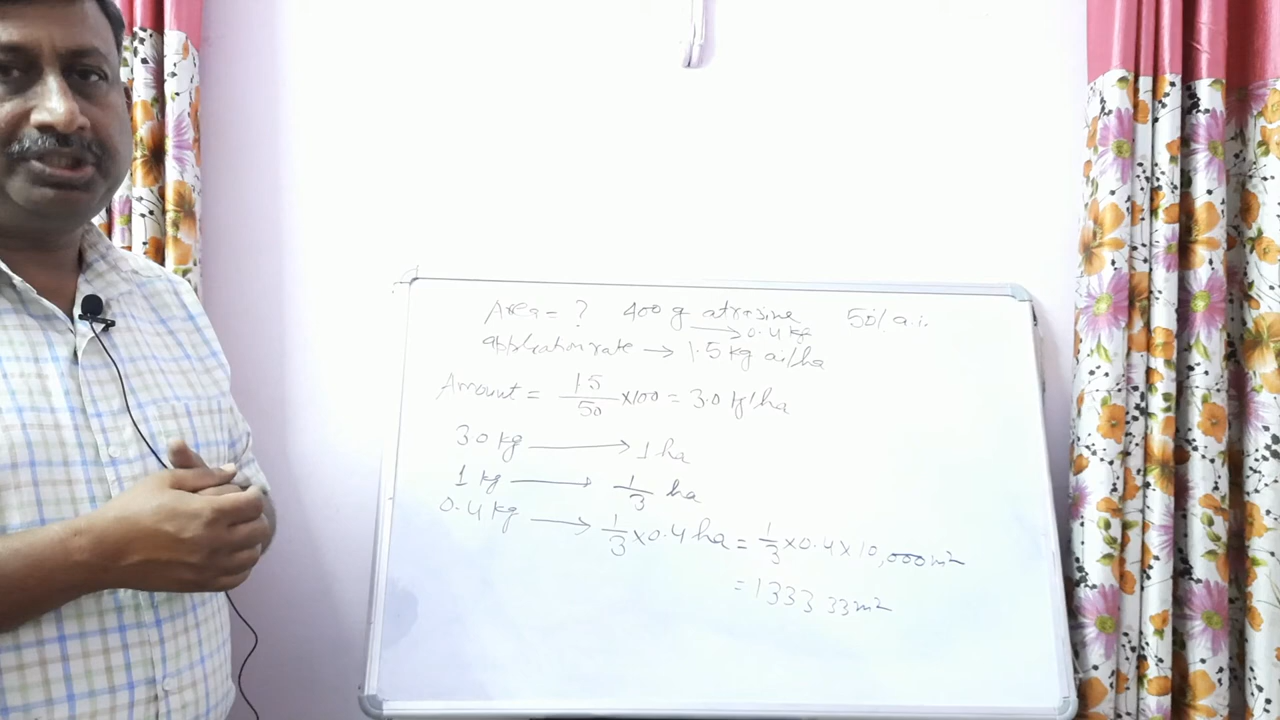 Area = ? 400 g atrazine 50% a.i.
→ 0.4 kg
application rate → 1.5 kg a.i/ha
Amount = 1.5/50 ×100 = 3.0 kg/ha
3.0 kg → 1 ha
1 kg → 1/3 ha
0.4 kg → 1/3 × 0.4 ha = 1/3 × 0.4 × 10,000 m²
= 1333.33 m²